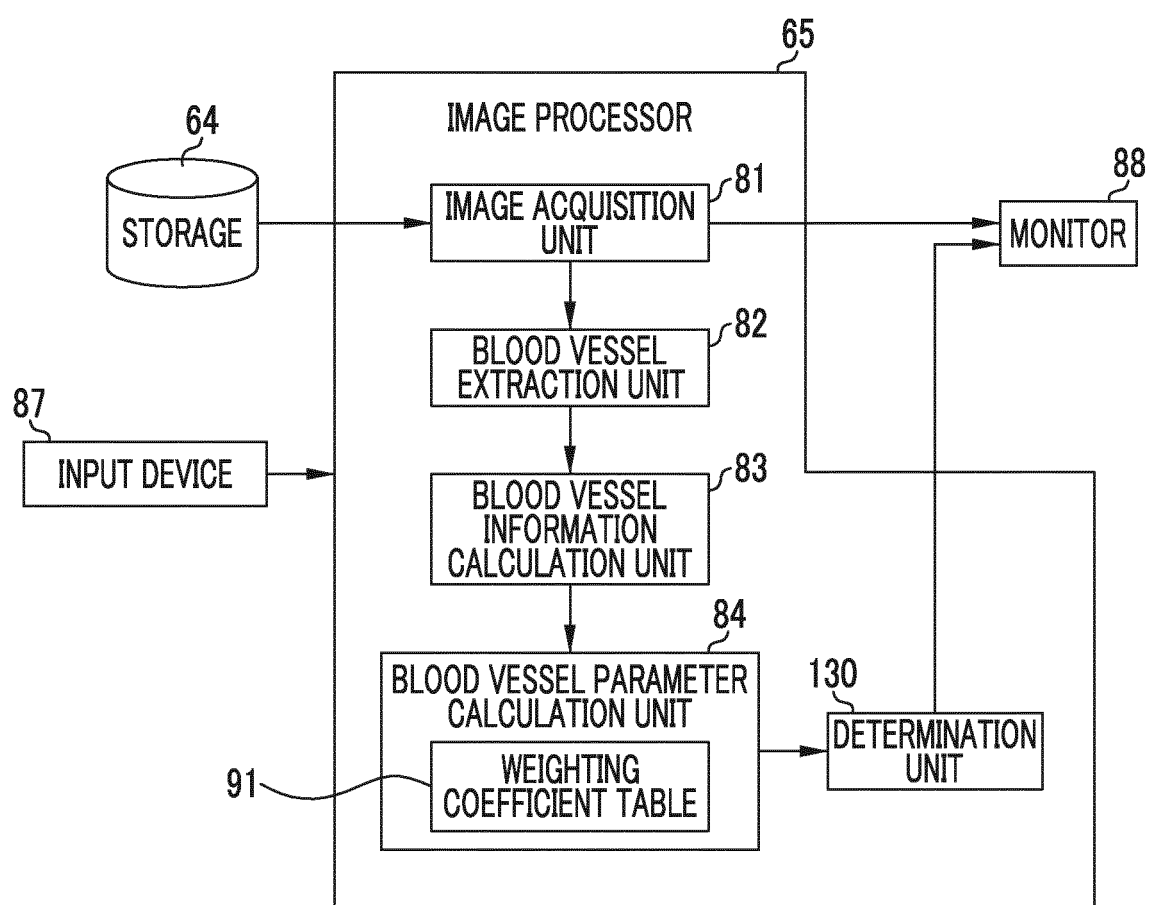 65
IMAGE PROCESSOR
64
STORAGE
81
IMAGE ACQUISITION
UNIT
88
MONITOR
82
BLOOD VESSEL
EXTRACTION UNIT
87
INPUT DEVICE
83
BLOOD VESSEL
INFORMATION
CALCULATION UNIT
84
BLOOD VESSEL PARAMETER
CALCULATION UNIT
91
WEIGHTING
COEFFICIENT TABLE
130
DETERMINATION
UNIT